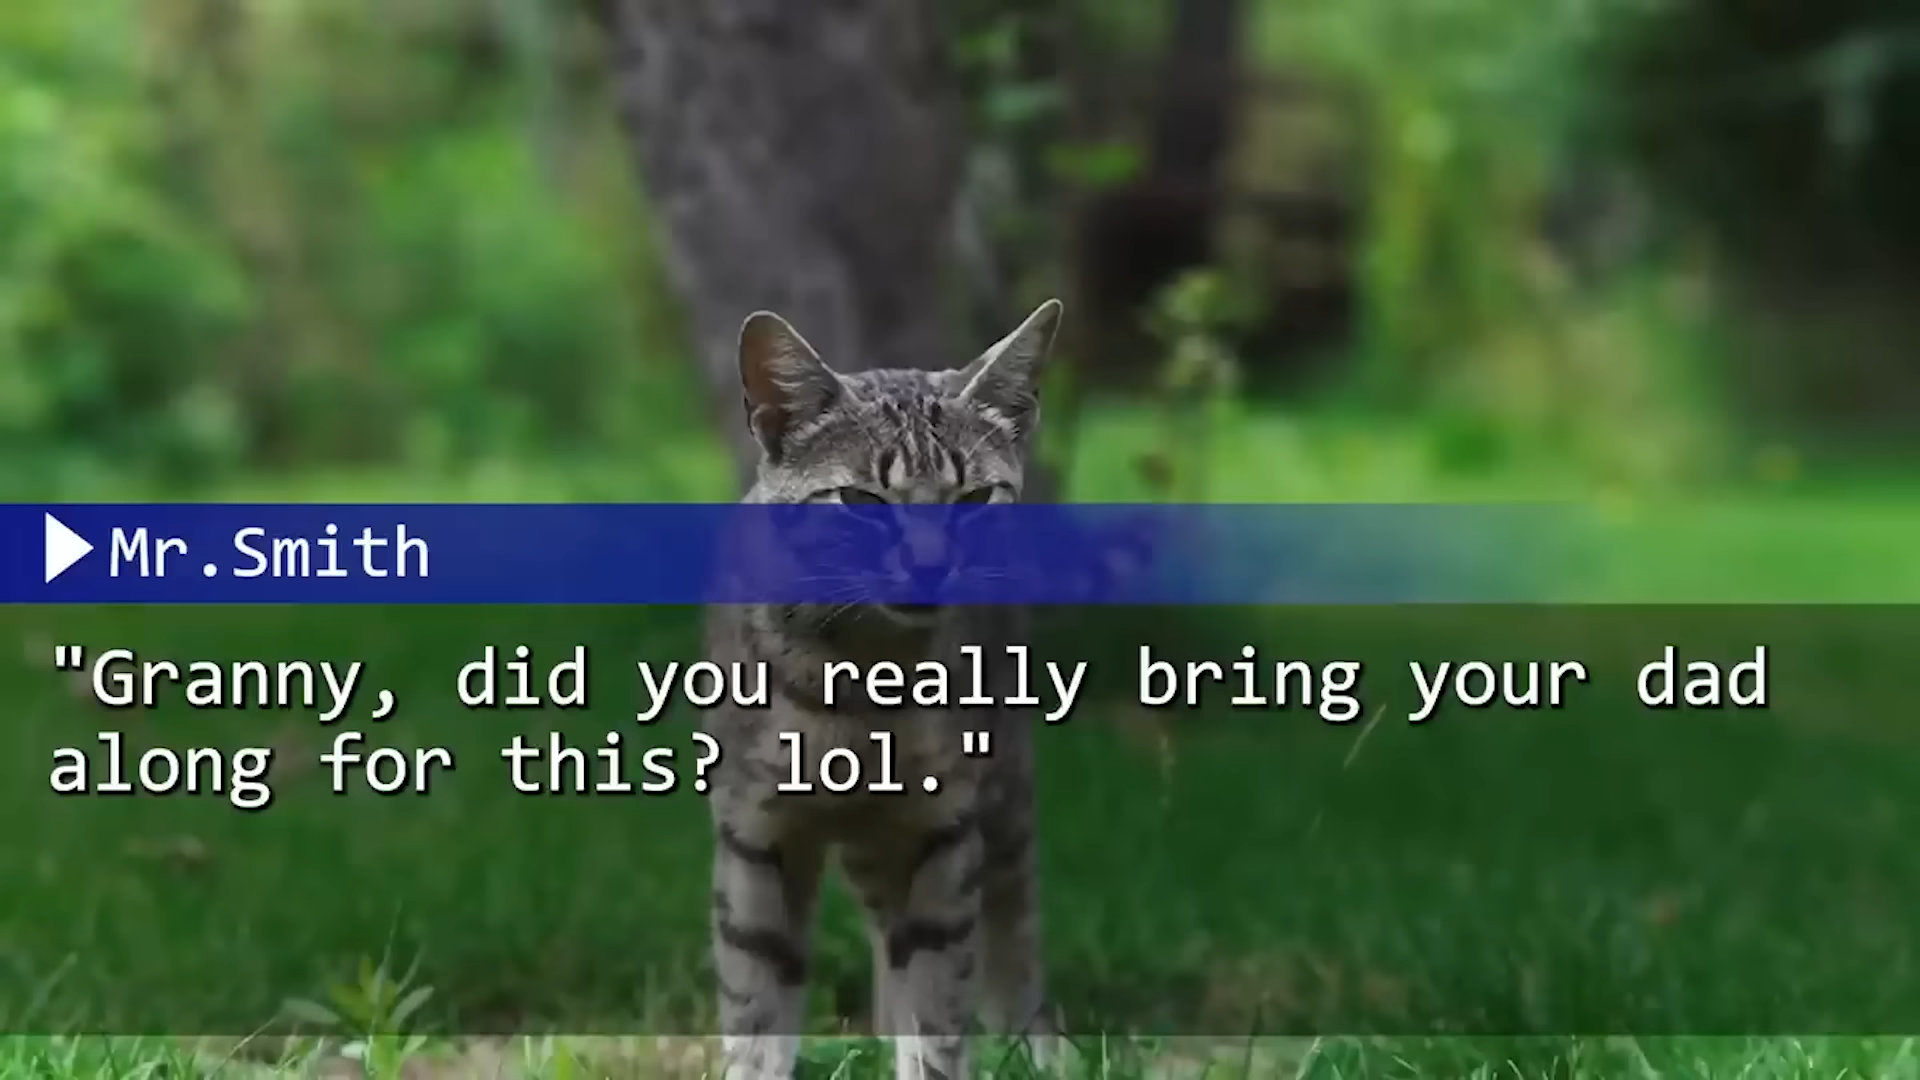 Mr.Smith
"Granny, did you really bring your dad
along for this? lol."